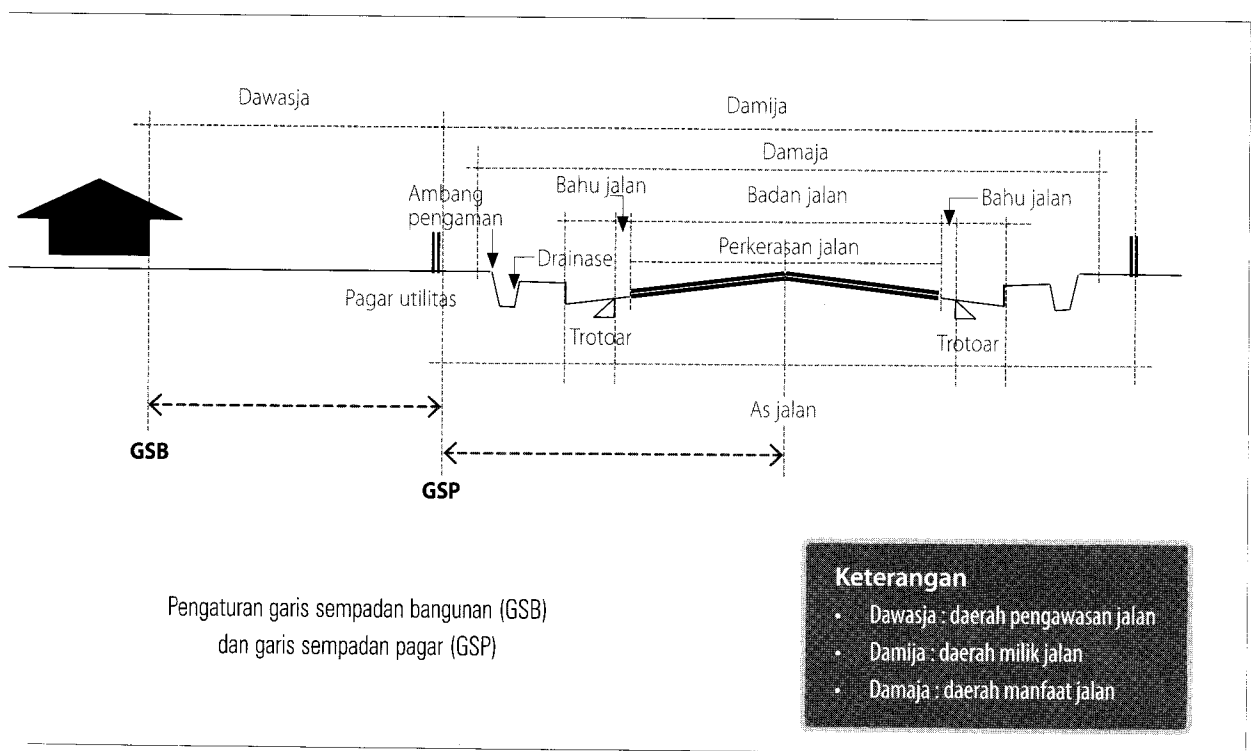 Dawasja
Damija
Damaja
Ambang
pengaman
Bahu jalan
Badan jalan
Bahu jalan
Perkerasan jalan
Drainase
Pagar utilitas
Trotoar
Trotoar
As jalan
GSB
GSP
Pengaturan garis sempadan bangunan (GSB)
dan garis sempadan pagar (GSP)
Keterangan
• Dawasja : daerah pengawasan jalan
• Damija : daerah milik jalan
• Damaja : daerah manfaat jalan